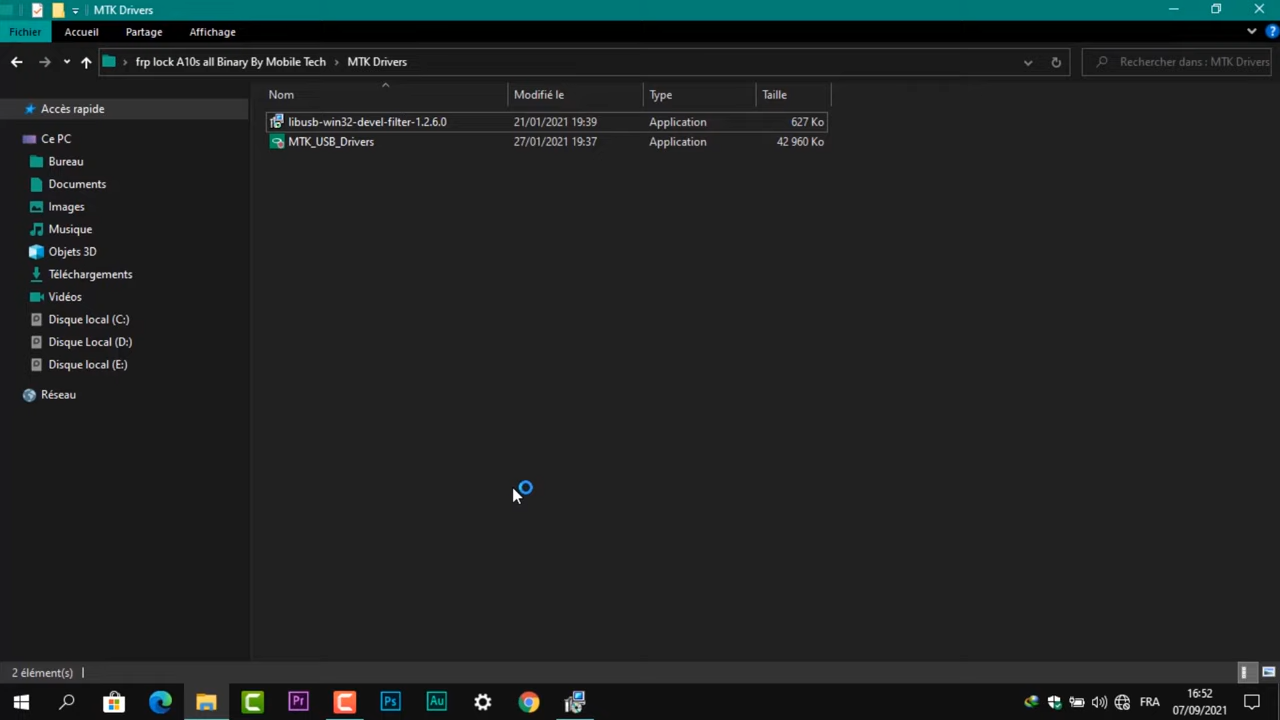 MTK Drivers
Fichier Accueil Partage Affichage
frp lock A10s all Binary By Mobile Tech > MTK Drivers
Rechercher dans : MTK Drivers
Accès rapide
Ce PC
Bureau
Documents
Images
Musique
Objets 3D
Téléchargements
Vidéos
Disque local (C:)
Disque Local (D:)
Disque local (E:)
Réseau
Nom Modifié le Type Taille
libusb-win32-devel-filter-1.2.6.0 21/01/2021 19:39 Application 627 Ko
MTK_USB_Drivers 27/01/2021 19:37 Application 42 960 Ko
2 élément(s)
Pr Ps Au
FRA
16:52
07/09/2021